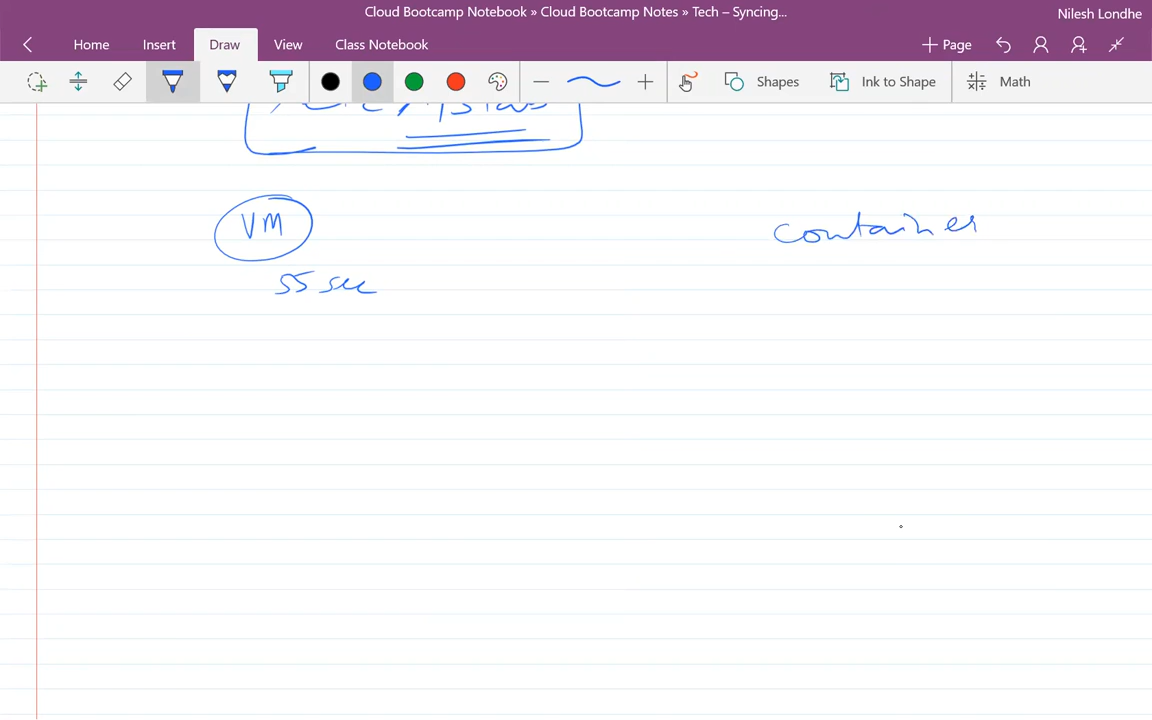 Cloud Bootcamp Notebook » Cloud Bootcamp Notes » Tech – Syncing...
Nilesh Londhe
Home Insert Draw View Class Notebook
Page
Shapes Ink to Shape Math
VM container
55 sec